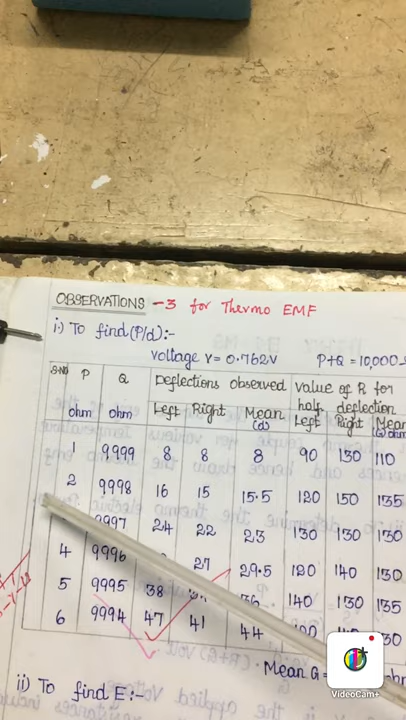 OBSERVATIONS -3 for Thermo EMF
i.) To find (P/d):-
Voltage V = 0.762V P+Q = 10,000
S.NO P Q Deflections observed Value of R for half deflection
ohm ohm Left Right Mean (d) Left Right Mean
1 9999 8 8 8 90 130 110
2 9998 16 15 15.5 120 150 135
9997 24 22 23 130 130 130
4 9996 27 29.5 120 140 130
5 9995 38 36 140 130 135
6 9994 47 41 44 130
Mean G =
ii) To find E:-
VideoCam+